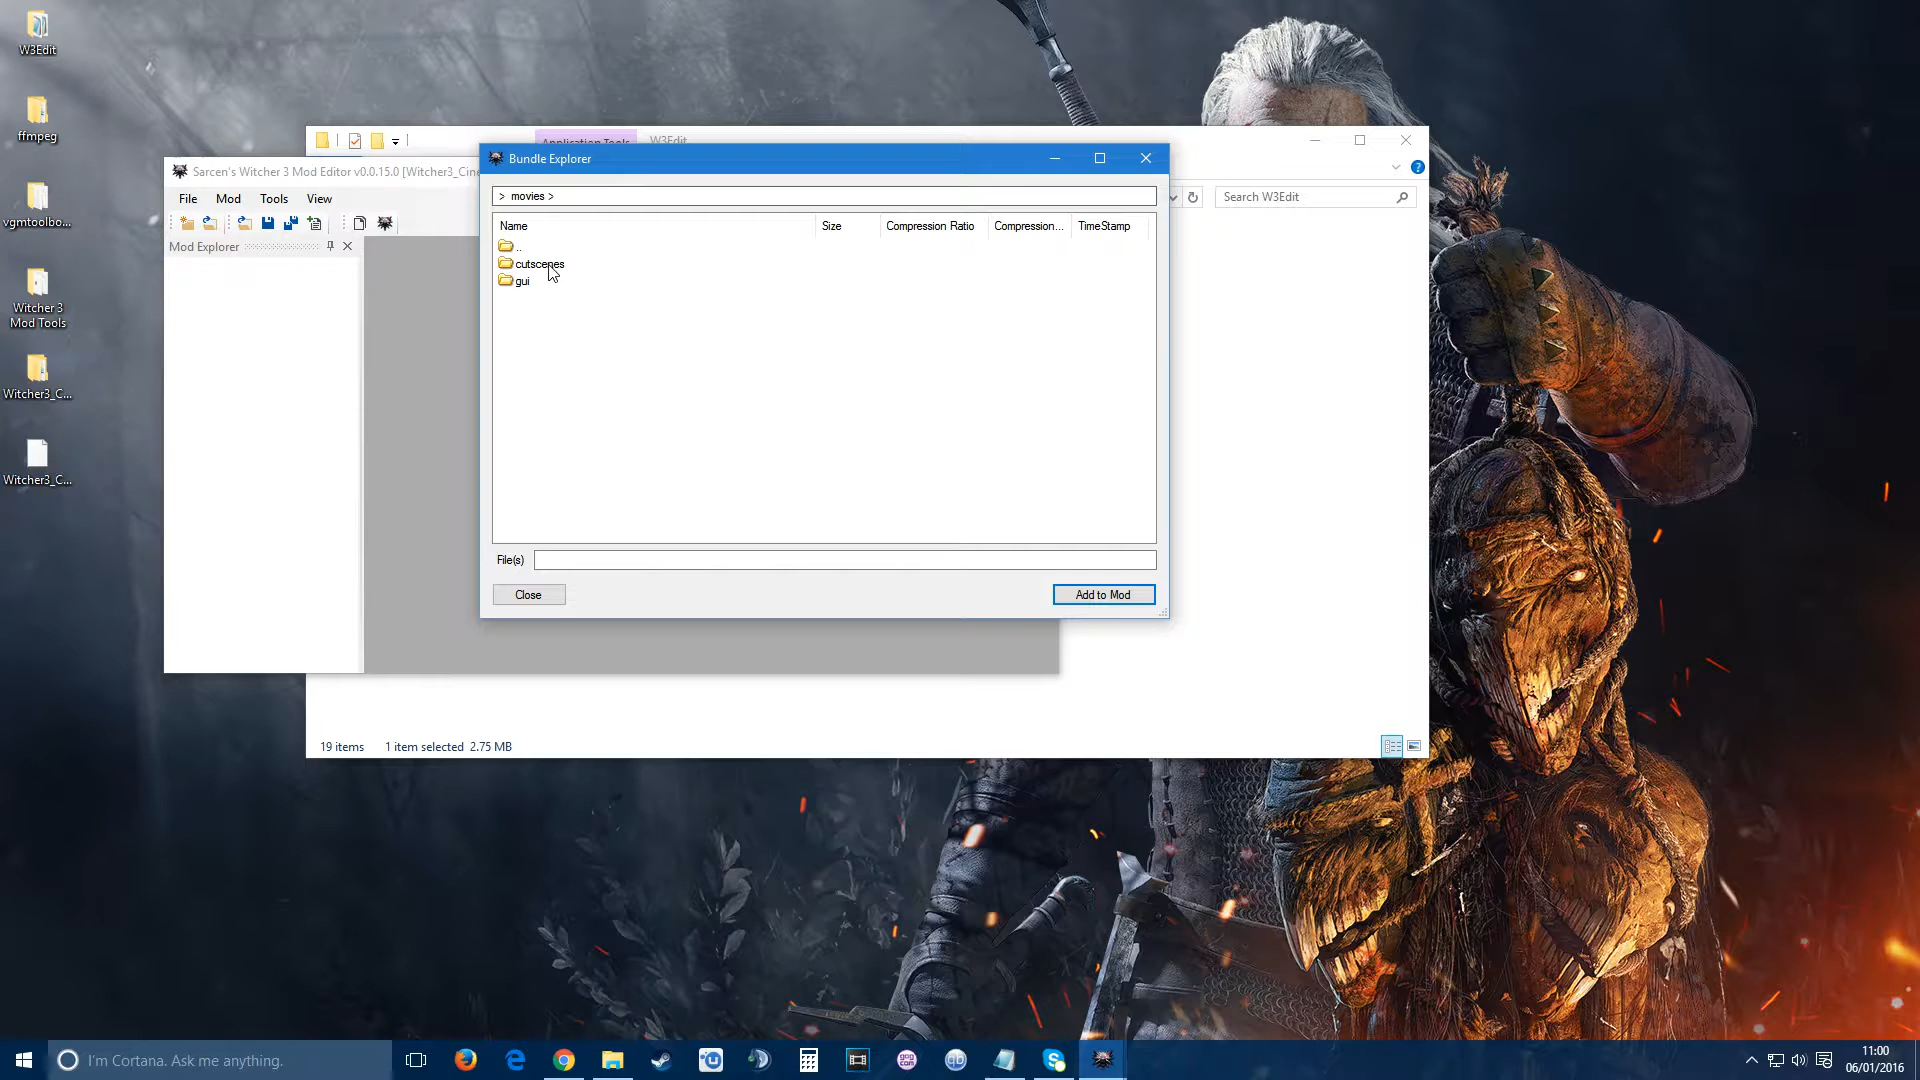 W3Edit
ffmpeg
vgmtoolbo...
Witcher 3
Mod Tools
Witcher3_C...
Witcher3_C...
W3Edit
Search W3Edit
Sarcen's Witcher 3 Mod Editor v0.0.15.0 [Witcher3_Cine
File Mod Tools View
Mod Explorer
Bundle Explorer
> movies >
Name Size Compression Ratio Compression... TimeStamp
..
cutscenes
gui
File(s)
Close Add to Mod
19 items 1 item selected 2.75 MB
I'm Cortana. Ask me anything.
11:00
06/01/2016